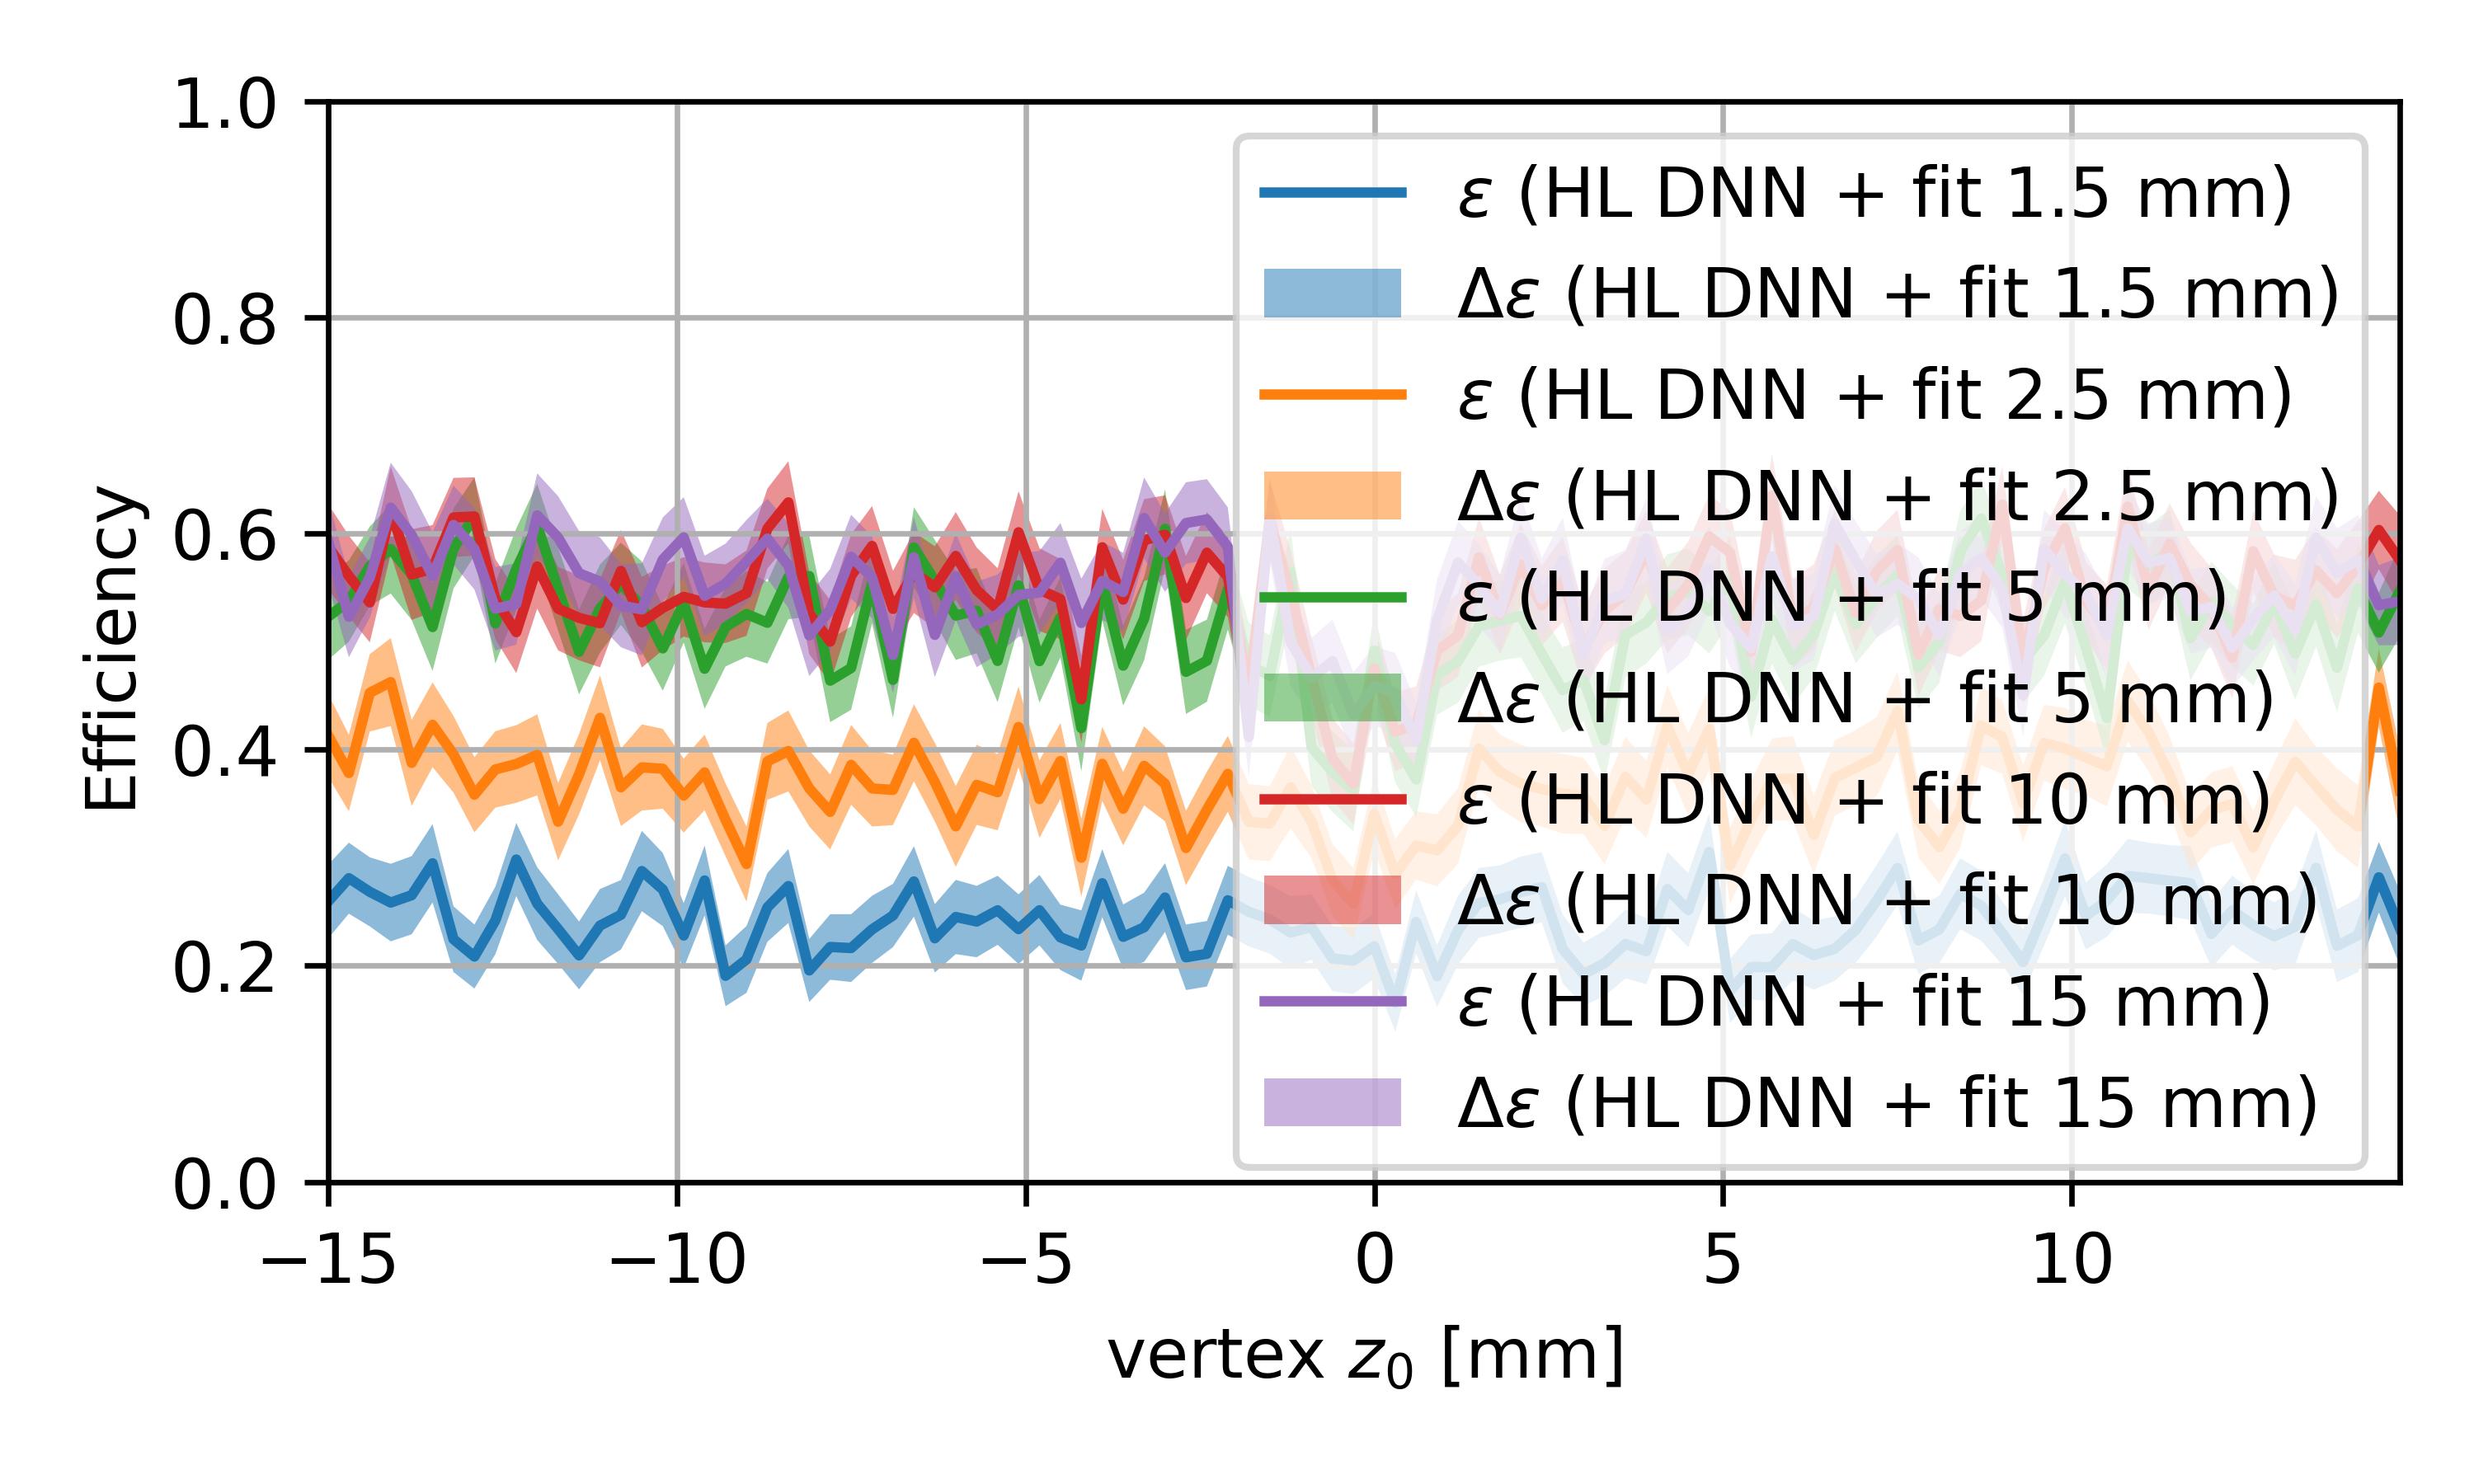 1.0
0.8
0.6
0.4
0.2
0.0
Efficiency
ε (HL DNN + fit 1.5 mm)
Δε (HL DNN + fit 1.5 mm)
ε (HL DNN + fit 2.5 mm)
Δε (HL DNN + fit 2.5 mm)
ε (HL DNN + fit 5 mm)
Δε (HL DNN + fit 5 mm)
ε (HL DNN + fit 10 mm)
Δε (HL DNN + fit 10 mm)
ε (HL DNN + fit 15 mm)
Δε (HL DNN + fit 15 mm)
−15 −10 −5 0 5 10
vertex z₀ [mm]